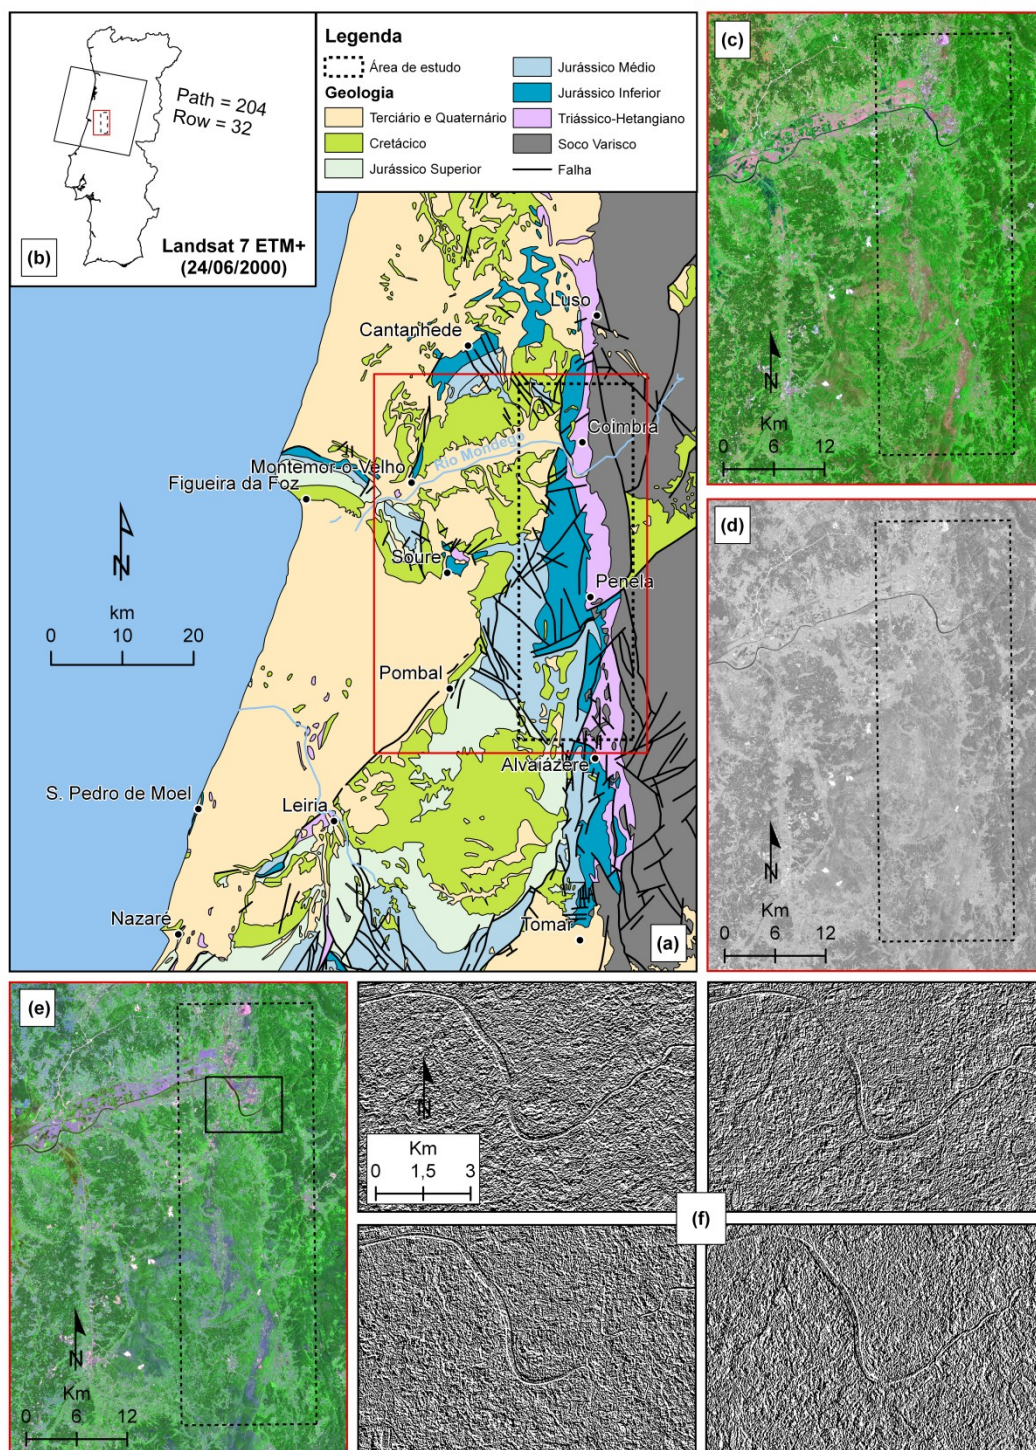 Path = 204
Row = 32
(b)
Landsat 7 ETM+
(24/06/2000)
Legenda
Área de estudo
Geologia
Terciário e Quaternário
Cretácico
Jurássico Superior
Jurássico Médio
Jurássico Inferior
Triássico-Hetangiano
Soco Varisco
Falha
Luso
Cantanhede
Coimbra
Rio Mondego
Montemor-o-Velho
Figueira da Foz
Soure
Penela
N
km
0 10 20
Pombal
Alvaiázere
S. Pedro de Moel
Leiria
Nazaré
Tomar
(a)
(c)
N
Km
0 6 12
(d)
N
Km
0 6 12
(e)
N
Km
0 6 12
N
Km
0 1,5 3
(f)